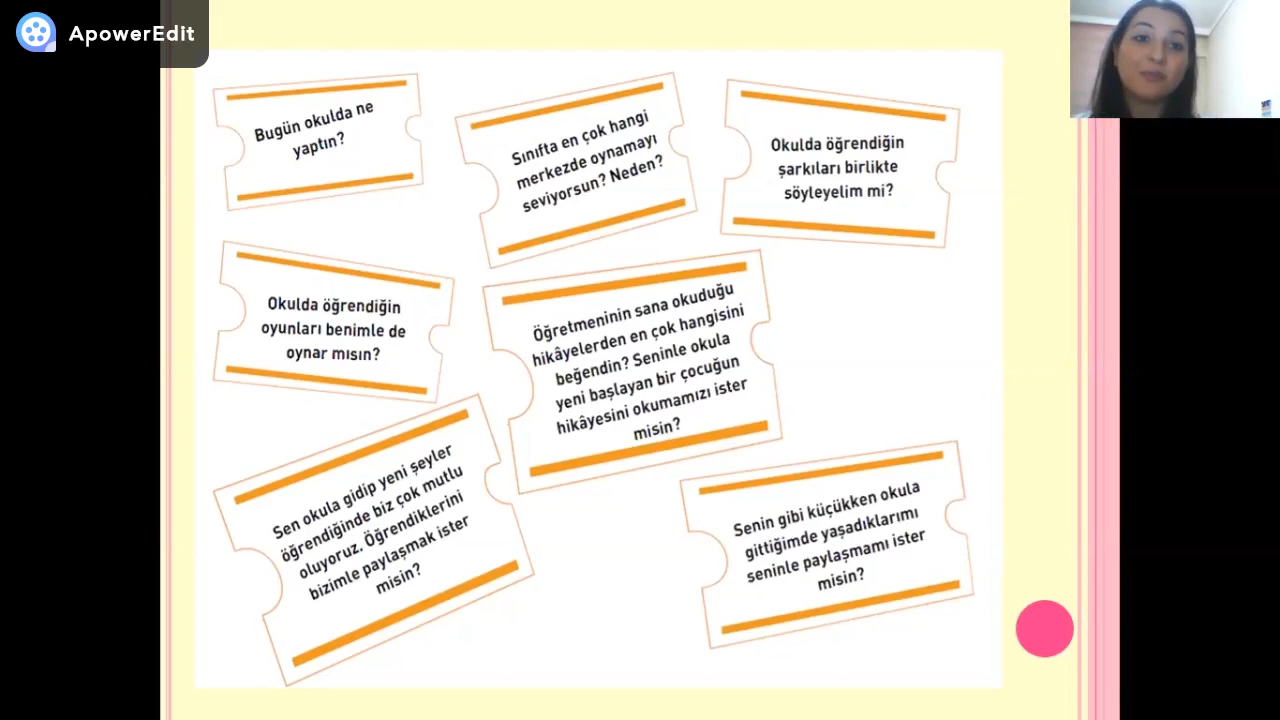 ApowerEdit
Bugün okulda ne
yaptın?
Sınıfta en çok hangi
merkezde oynamayı
seviyorsun? Neden?
Okulda öğrendiğin
şarkıları birlikte
söyleyelim mi?
Okulda öğrendiğin
oyunları benimle de
oynar mısın?
Öğretmeninin sana okuduğu
hikâyelerden en çok hangisini
beğendin? Seninle okula
yeni başlayan bir çocuğun
hikâyesini okumamızı ister
misin?
Sen okula gidip yeni şeyler
öğrendiğinde biz çok mutlu
oluyoruz. Öğrendiklerini
bizimle paylaşmak ister
misin?
Senin gibi küçükken okula
gittiğimde yaşadıklarımı
seninle paylaşmamı ister
misin?